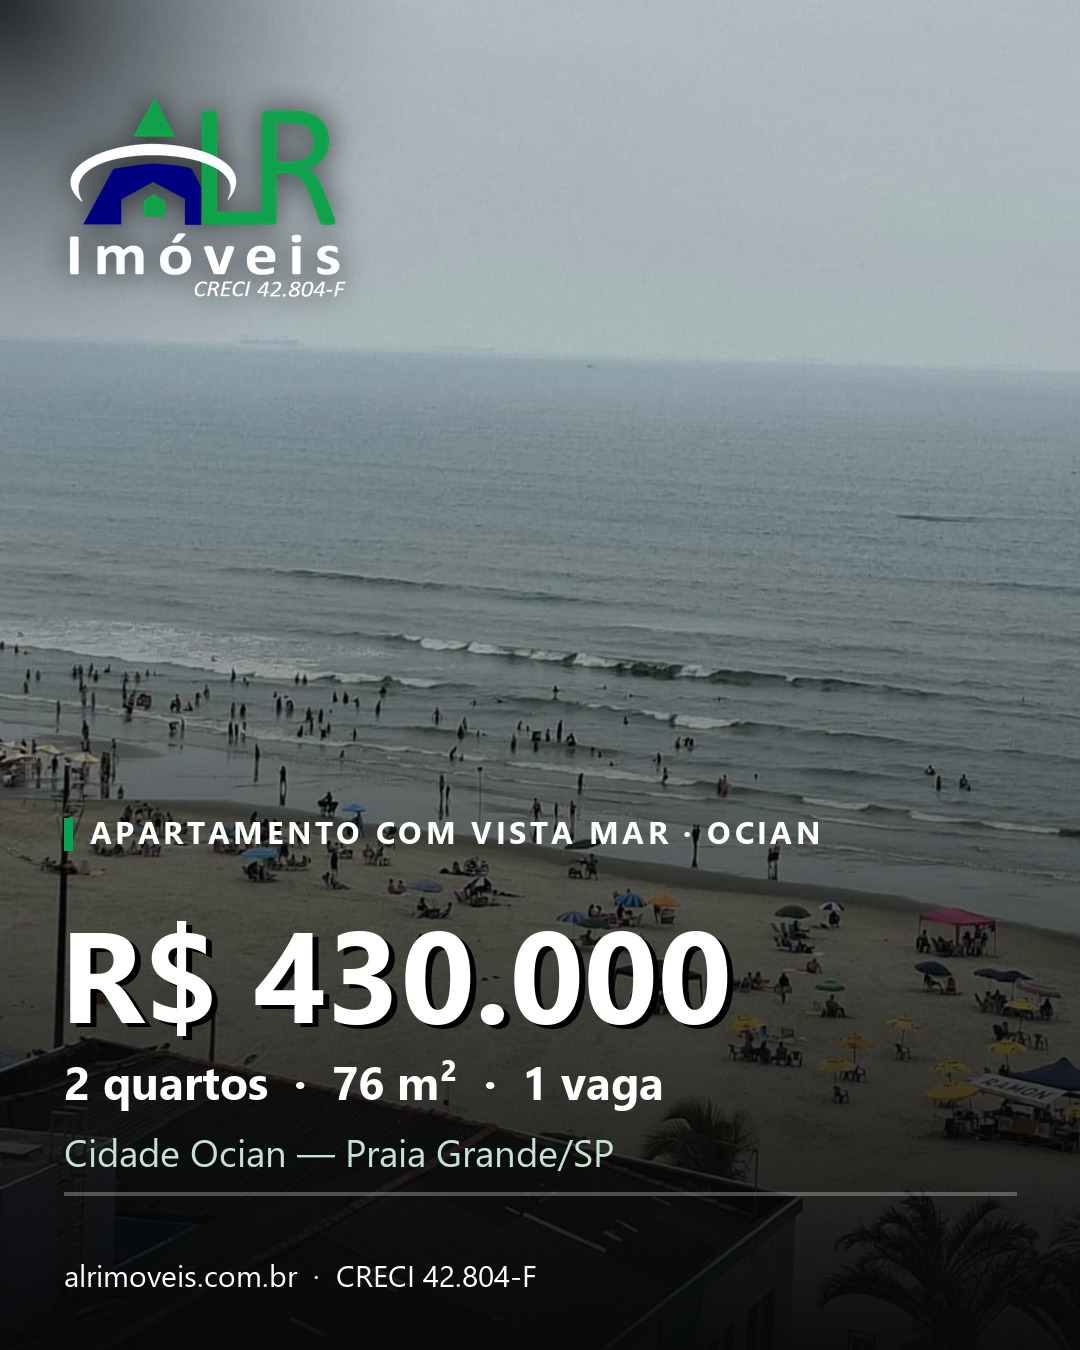 ALR
Imóveis
CRECI 42.804-F
APARTAMENTO COM VISTA MAR · OCIAN
R$ 430.000
2 quartos · 76 m² · 1 vaga
Cidade Ocian — Praia Grande/SP
RAMON
alrimoveis.com.br · CRECI 42.804-F